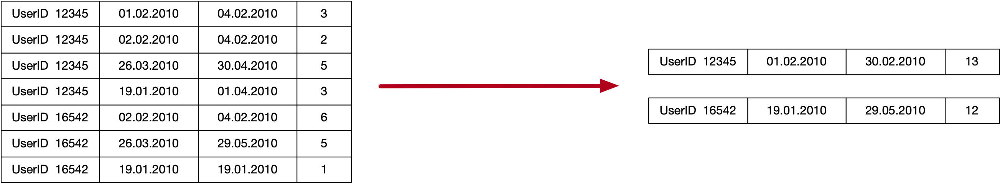 UserID 12345 01.02.2010 04.02.2010 3
UserID 12345 02.02.2010 04.02.2010 2
UserID 12345 26.03.2010 30.04.2010 5
UserID 12345 19.01.2010 01.04.2010 3
UserID 16542 02.02.2010 04.02.2010 6
UserID 16542 26.03.2010 29.05.2010 5
UserID 16542 19.01.2010 19.01.2010 1
UserID 12345 01.02.2010 30.02.2010 13
UserID 16542 19.01.2010 29.05.2010 12